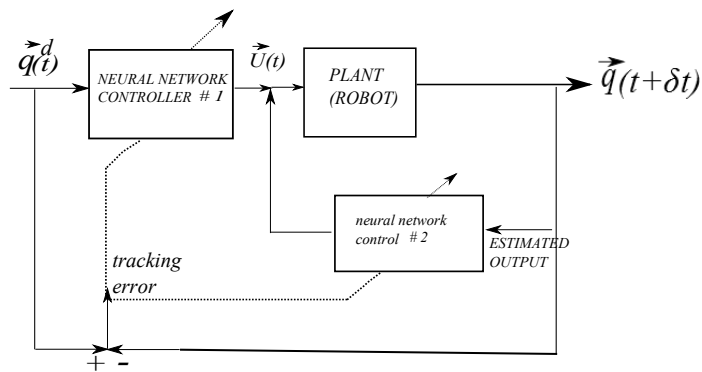 q(t)^d
NEURAL NETWORK
CONTROLLER # 1
U(t)
PLANT
(ROBOT)
q(t+δt)
neural network
control # 2
ESTIMATED
OUTPUT
tracking
error
+ -